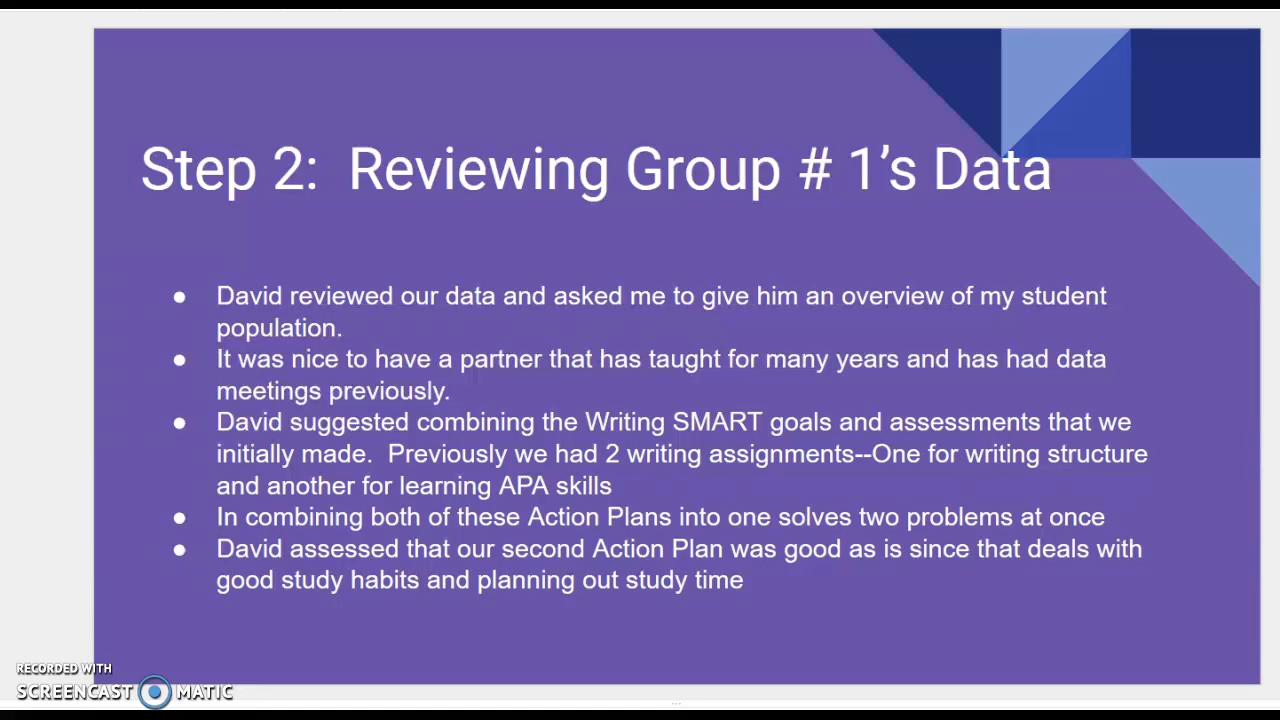 Step 2:  Reviewing Group # 1’s Data
● David reviewed our data and asked me to give him an overview of my student
population.
● It was nice to have a partner that has taught for many years and has had data
meetings previously.
● David suggested combining the Writing SMART goals and assessments that we
initially made.  Previously we had 2 writing assignments--One for writing structure
and another for learning APA skills
● In combining both of these Action Plans into one solves two problems at once
● David assessed that our second Action Plan was good as is since that deals with
good study habits and planning out study time
RECORDED WITH
SCREENCAST MATIC